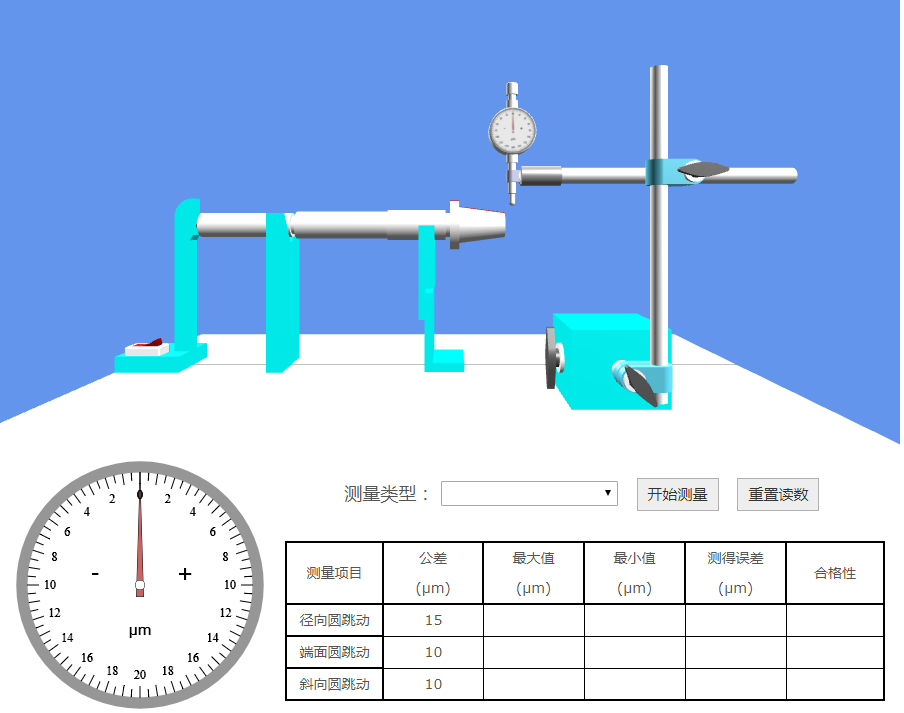 2 2
4 4
6 6
8 8
10 10
12 12
14 14
16 16
18 18
20
- +
μm
测量类型： 开始测量 重置读数
测量项目 公差 (μm) 最大值 (μm) 最小值 (μm) 测得误差 (μm) 合格性
径向圆跳动 15
端面圆跳动 10
斜向圆跳动 10